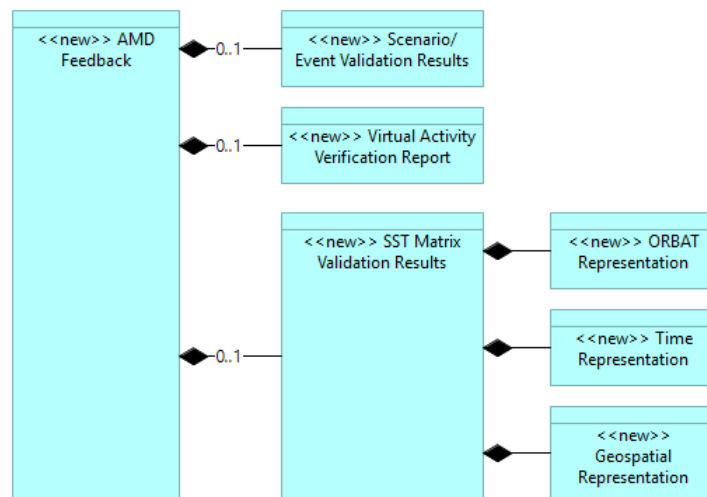 <<new>> AMD
Feedback
0..1
<<new>> Scenario/
Event Validation Results
0..1
<<new>> Virtual Activity
Verification Report
0..1
<<new>> SST Matrix
Validation Results
<<new>> ORBAT
Representation
<<new>> Time
Representation
<<new>>
Geospatial
Representation